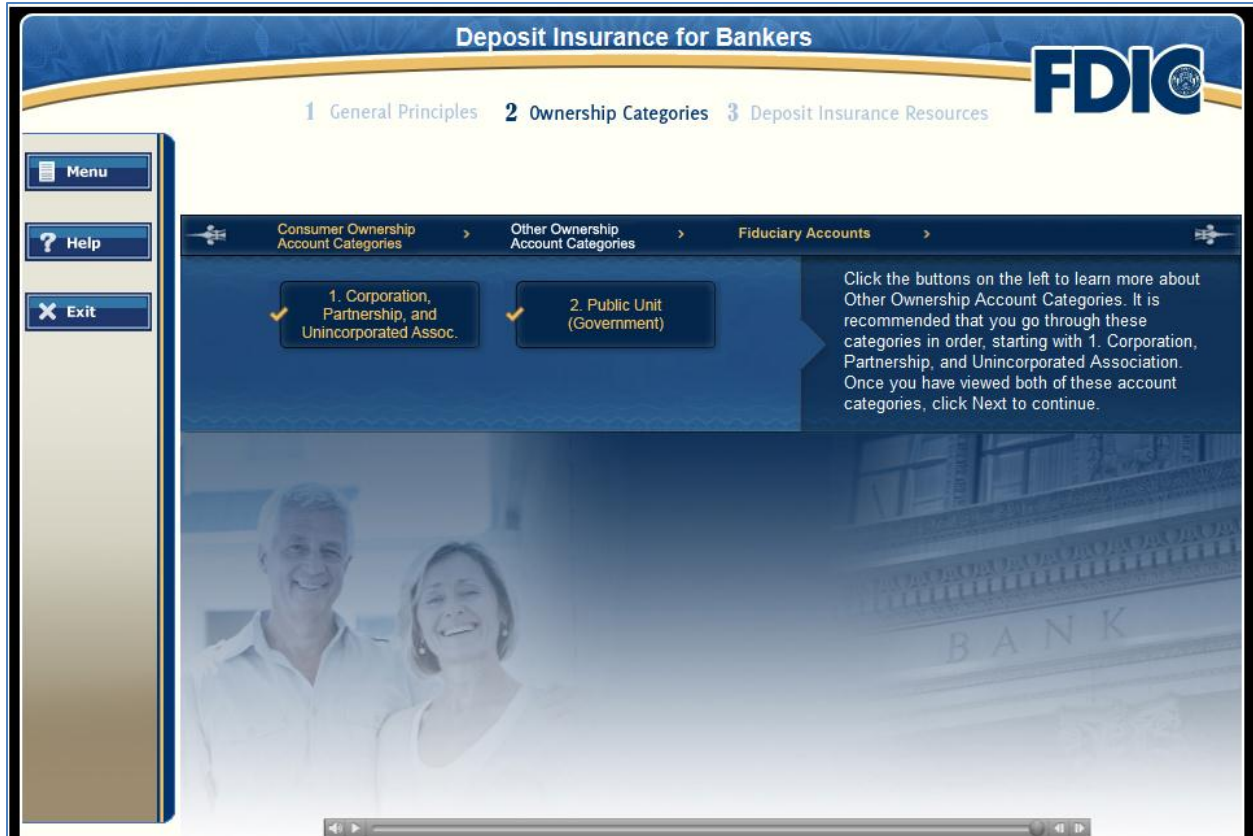 Deposit Insurance for Bankers
FDIC
1 General Principles 2 Ownership Categories 3 Deposit Insurance Resources
Menu
? Help
X Exit
Consumer Ownership
Account Categories
>
Other Ownership
Account Categories
>
Fiduciary Accounts
>
1. Corporation,
Partnership, and
Unincorporated Assoc.
2. Public Unit
(Government)
Click the buttons on the left to learn more about
Other Ownership Account Categories. It is
recommended that you go through these
categories in order, starting with 1. Corporation,
Partnership, and Unincorporated Association.
Once you have viewed both of these account
categories, click Next to continue.
BANK